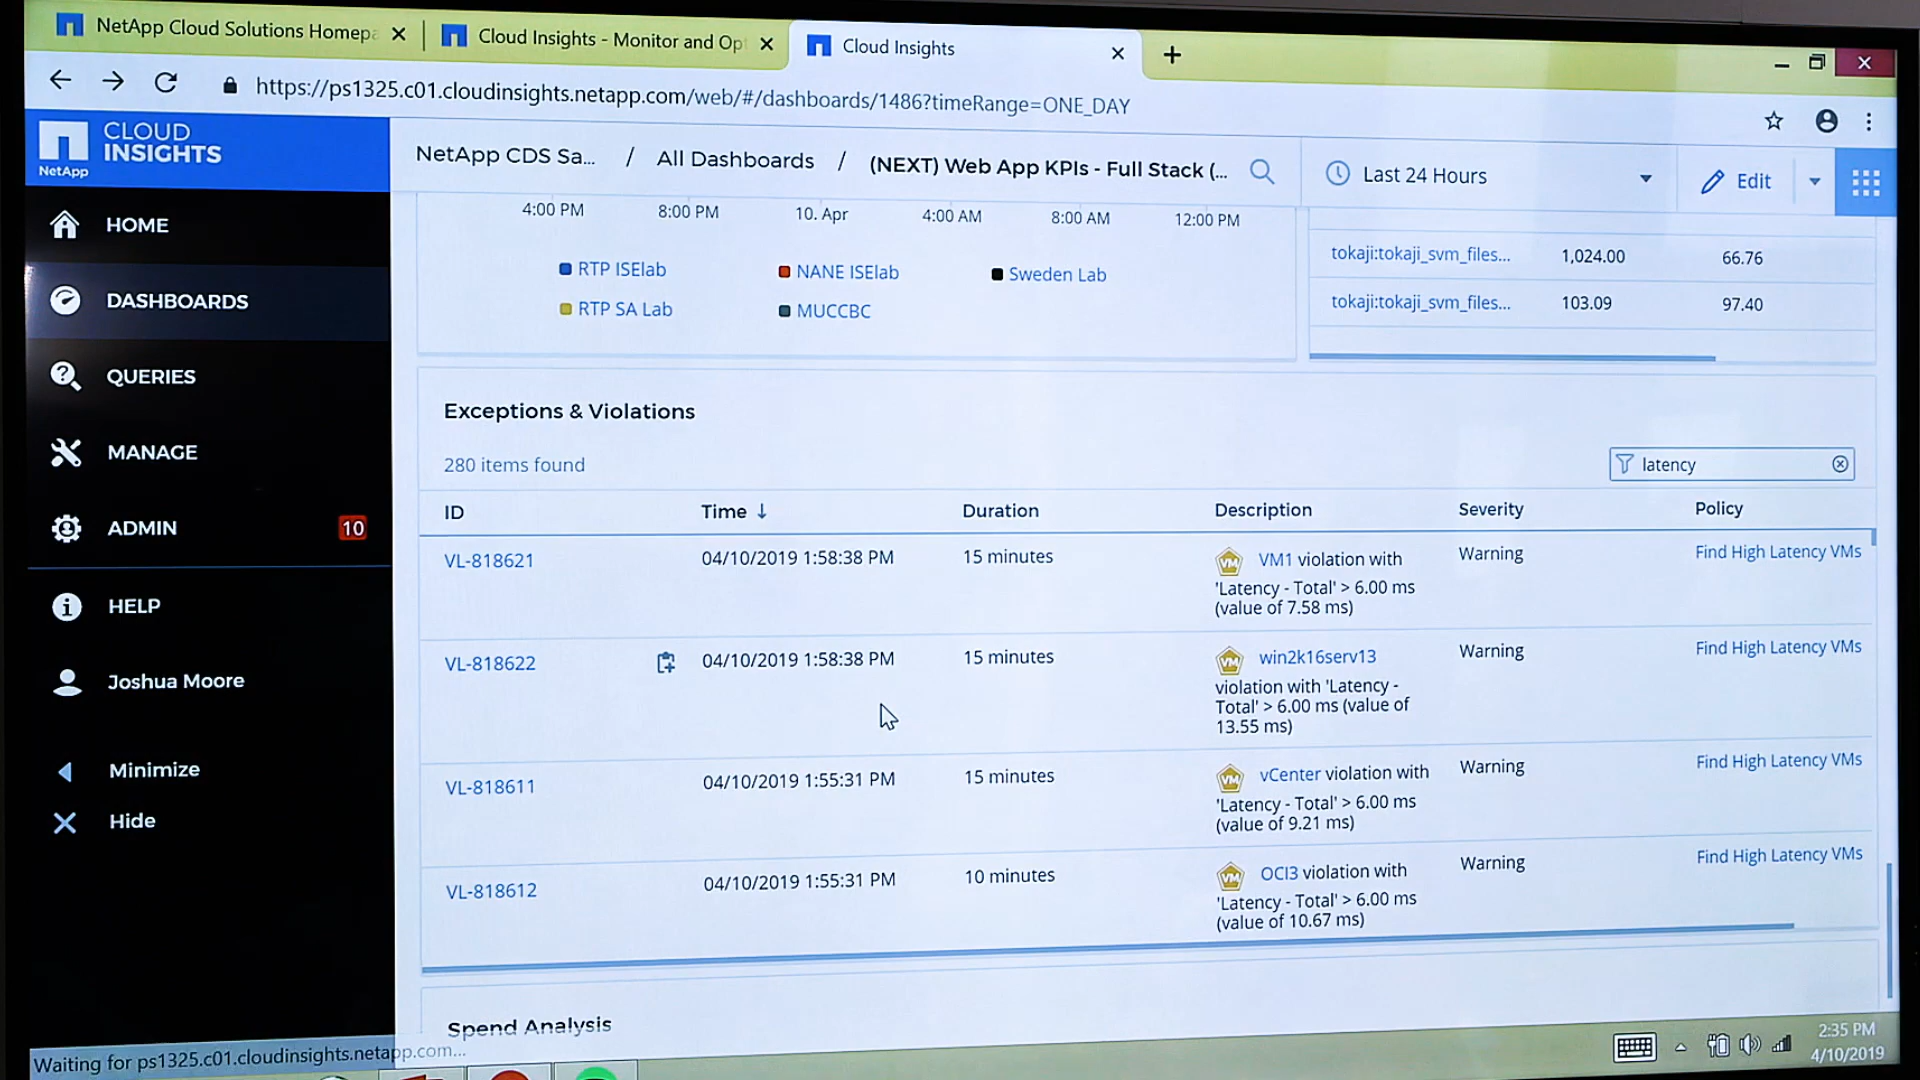 NetApp Cloud Solutions Homepa
Cloud Insights - Monitor and Op
Cloud Insights
https://ps1325.c01.cloudinsights.netapp.com/web/#/dashboards/1486?timeRange=ONE_DAY
NetApp
CLOUD
INSIGHTS
NetApp CDS Sa... / All Dashboards / (NEXT) Web App KPIs - Full Stack (...
Last 24 Hours
Edit
HOME
DASHBOARDS
QUERIES
MANAGE
ADMIN 10
HELP
Joshua Moore
Minimize
Hide
4:00 PM 8:00 PM 10. Apr 4:00 AM 8:00 AM 12:00 PM
RTP ISElab NANE ISElab Sweden Lab
RTP SA Lab MUCCBC
tokaji:tokaji_svm_files... 1,024.00 66.76
tokaji:tokaji_svm_files... 103.09 97.40
Exceptions & Violations
280 items found
latency
ID Time ↓ Duration Description Severity Policy
VL-818621 04/10/2019 1:58:38 PM 15 minutes VM VM1 violation with Warning Find High Latency VMs
'Latency - Total' > 6.00 ms
(value of 7.58 ms)
VL-818622 04/10/2019 1:58:38 PM 15 minutes VM win2k16serv13 Warning Find High Latency VMs
violation with 'Latency -
Total' > 6.00 ms (value of
13.55 ms)
VL-818611 04/10/2019 1:55:31 PM 15 minutes VM vCenter violation with Warning Find High Latency VMs
'Latency - Total' > 6.00 ms
(value of 9.21 ms)
VL-818612 04/10/2019 1:55:31 PM 10 minutes VM OCI3 violation with Warning Find High Latency VMs
'Latency - Total' > 6.00 ms
(value of 10.67 ms)
Spend Analysis
Waiting for ps1325.c01.cloudinsights.netapp.com...
2:35 PM
4/10/2019